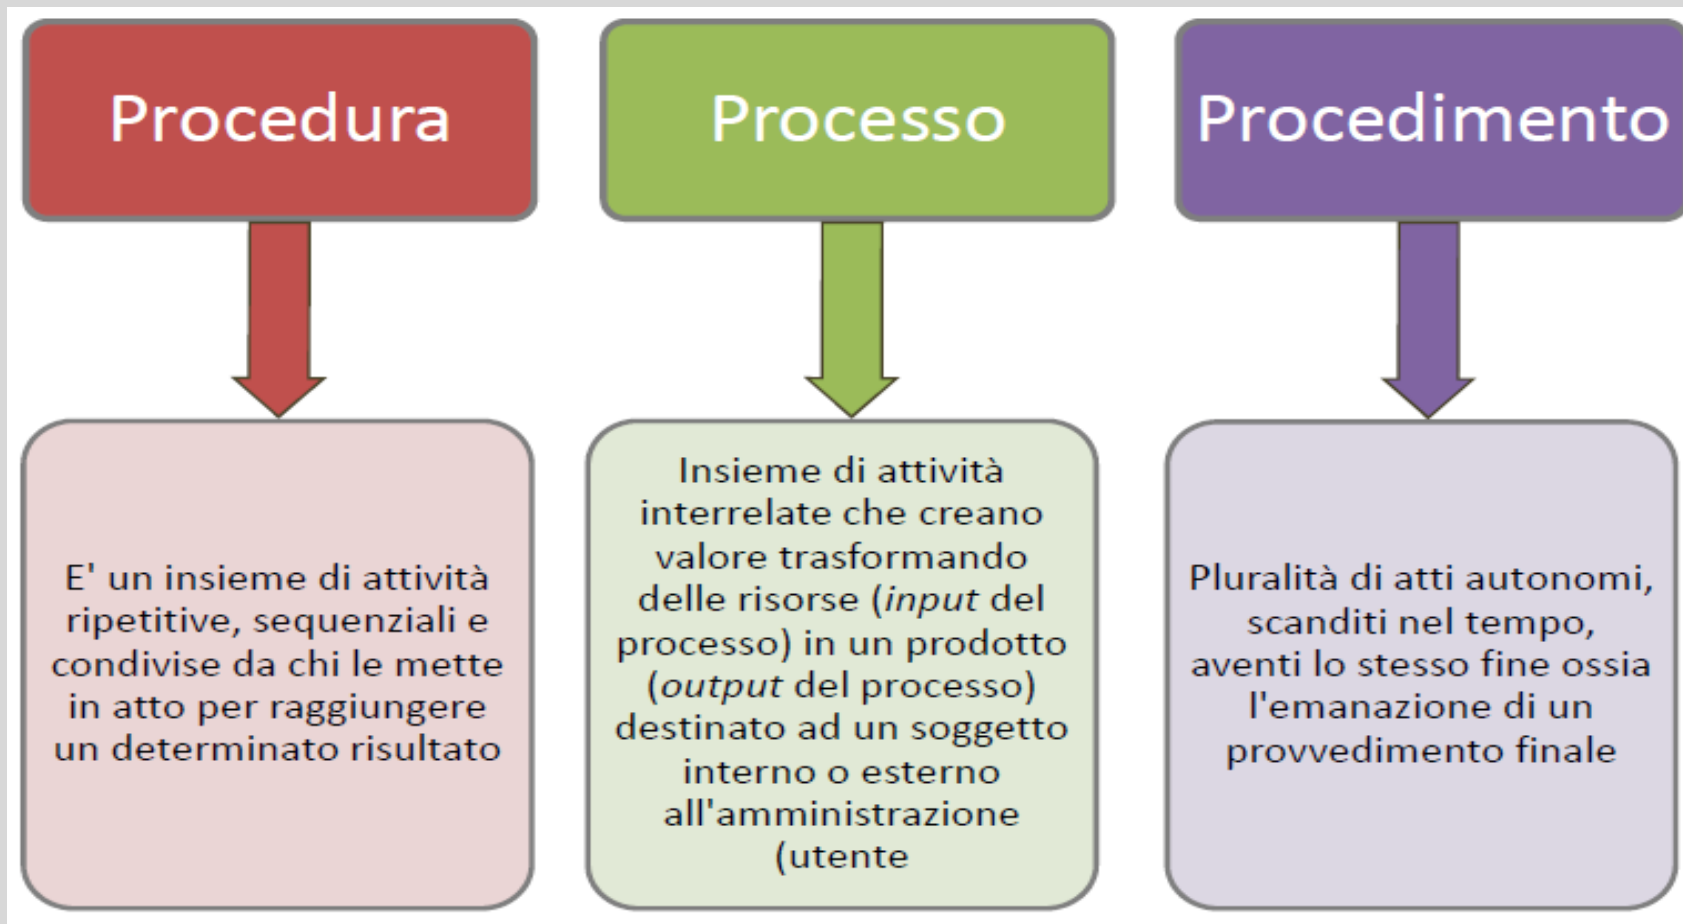 Procedura
E' un insieme di attività
ripetitive, sequenziali e
condivise da chi le mette
in atto per raggiungere
un determinato risultato
Processo
Insieme di attività
interrelate che creano
valore trasformando
delle risorse (input del
processo) in un prodotto
(output del processo)
destinato ad un soggetto
interno o esterno
all'amministrazione
(utente
Procedimento
Pluralità di atti autonomi,
scanditi nel tempo,
aventi lo stesso fine ossia
l'emanazione di un
provvedimento finale